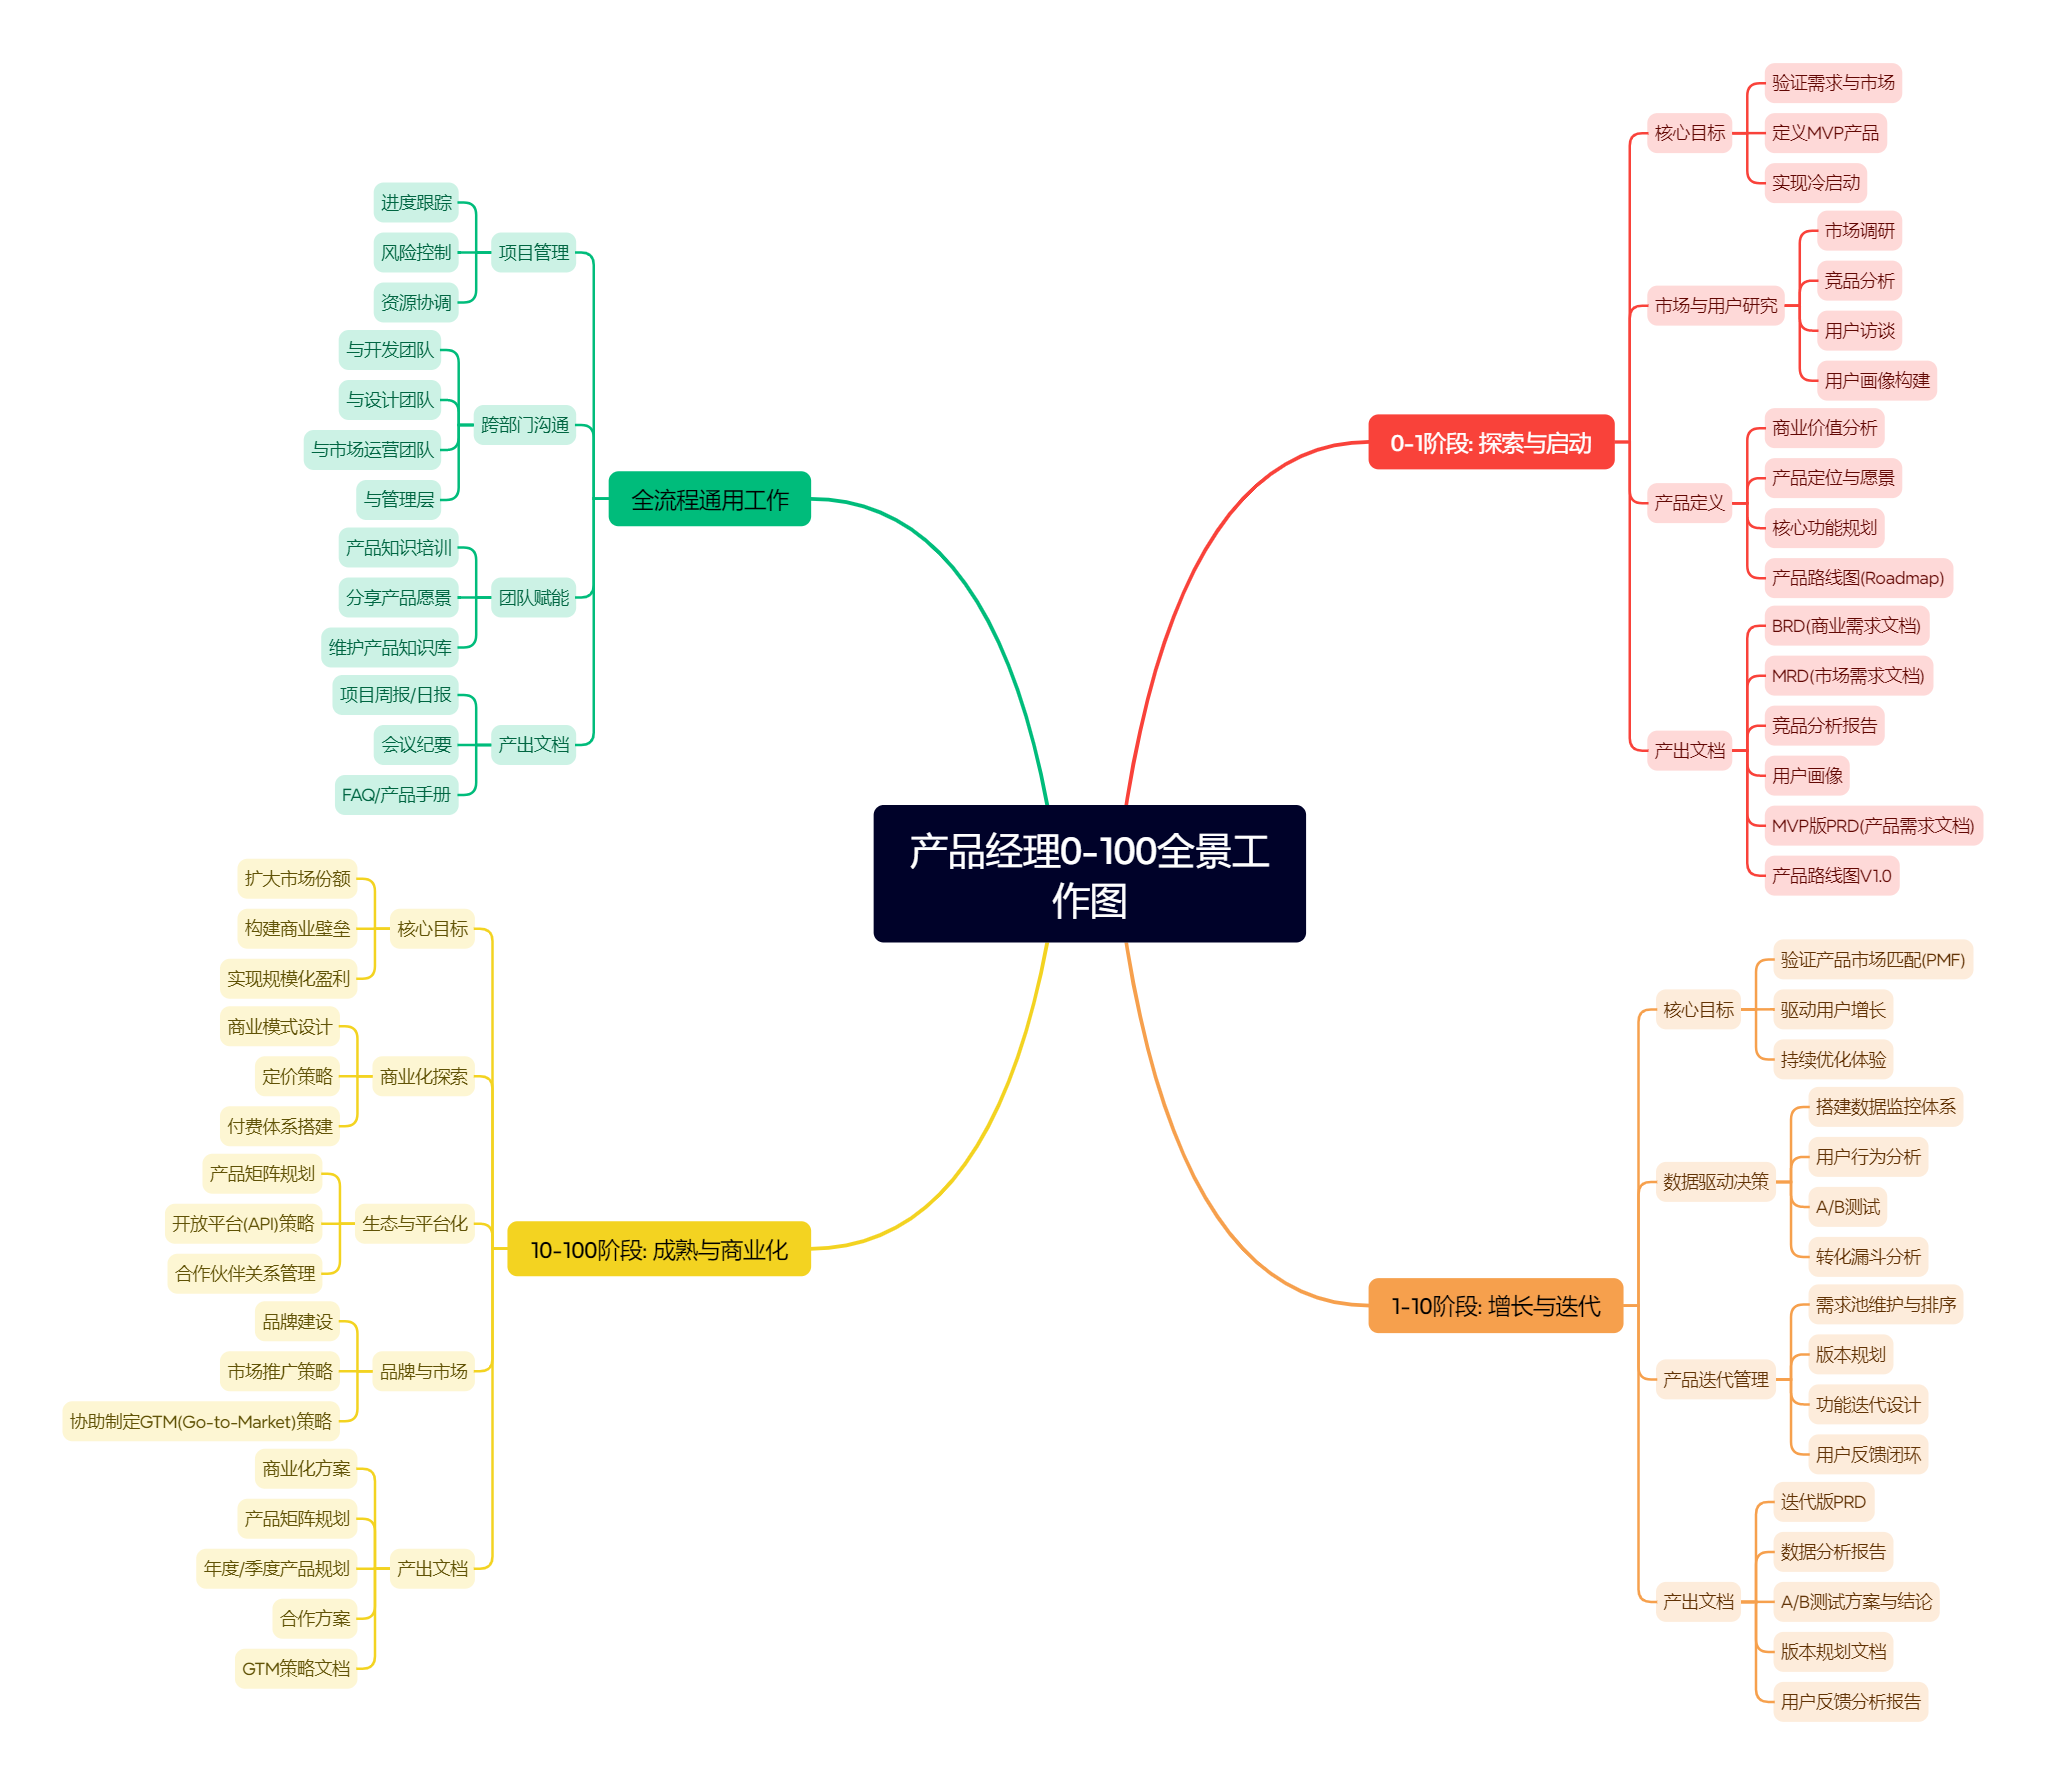 产品经理0-100全景工
作图
0-1阶段: 探索与启动
核心目标
验证需求与市场
定义MVP产品
实现冷启动
市场与用户研究
市场调研
竞品分析
用户访谈
用户画像构建
产品定义
商业价值分析
产品定位与愿景
核心功能规划
产品路线图(Roadmap)
产出文档
BRD(商业需求文档)
MRD(市场需求文档)
竞品分析报告
用户画像
MVP版PRD(产品需求文档)
产品路线图V1.0
1-10阶段: 增长与迭代
核心目标
验证产品市场匹配(PMF)
驱动用户增长
持续优化体验
数据驱动决策
搭建数据监控体系
用户行为分析
A/B测试
转化漏斗分析
产品迭代管理
需求池维护与排序
版本规划
功能迭代设计
用户反馈闭环
产出文档
迭代版PRD
数据分析报告
A/B测试方案与结论
版本规划文档
用户反馈分析报告
10-100阶段: 成熟与商业化
核心目标
扩大市场份额
构建商业壁垒
实现规模化盈利
商业化探索
商业模式设计
定价策略
付费体系搭建
生态与平台化
产品矩阵规划
开放平台(API)策略
合作伙伴关系管理
品牌与市场
品牌建设
市场推广策略
协助制定GTM(Go-to-Market)策略
产出文档
商业化方案
产品矩阵规划
年度/季度产品规划
合作方案
GTM策略文档
全流程通用工作
项目管理
进度跟踪
风险控制
资源协调
跨部门沟通
与开发团队
与设计团队
与市场运营团队
与管理层
团队赋能
产品知识培训
分享产品愿景
维护产品知识库
产出文档
项目周报/日报
会议纪要
FAQ/产品手册